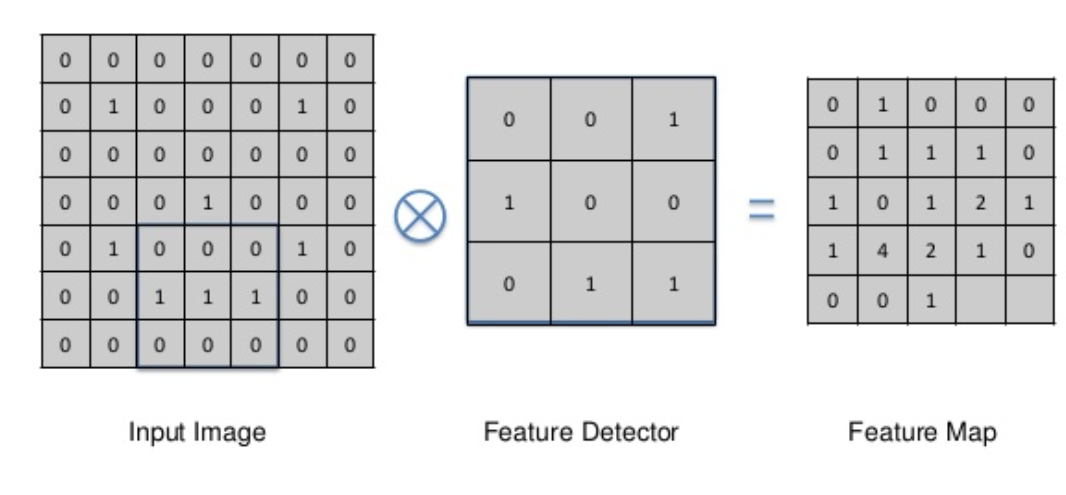 0 0 0 0 0 0 0
0 1 0 0 0 1 0
0 0 0 0 0 0 0
0 0 0 1 0 0 0
0 1 0 0 0 1 0
0 0 1 1 1 0 0
0 0 0 0 0 0 0
Input Image
0 0 1
1 0 0
0 1 1
Feature Detector
=
0 1 0 0 0
0 1 1 1 0
1 0 1 2 1
1 4 2 1 0
0 0 1
Feature Map